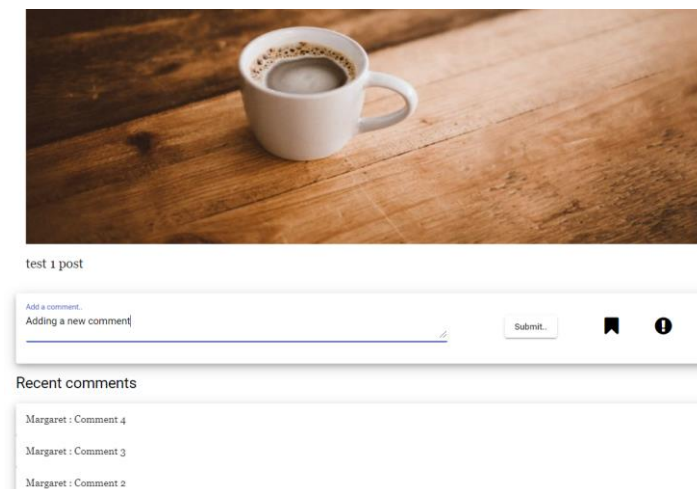 test 1 post
Add a comment..
Adding a new comment
Submit..
Recent comments
Margaret : Comment 4
Margaret : Comment 3
Margaret : Comment 2